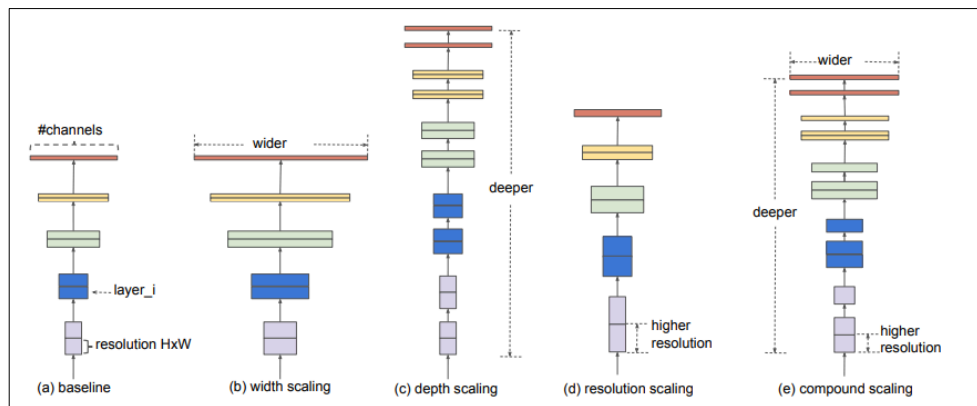 #channels
layer_i
resolution HxW
(a) baseline
wider
(b) width scaling
deeper
(c) depth scaling
higher
resolution
(d) resolution scaling
wider
deeper
higher
resolution
(e) compound scaling